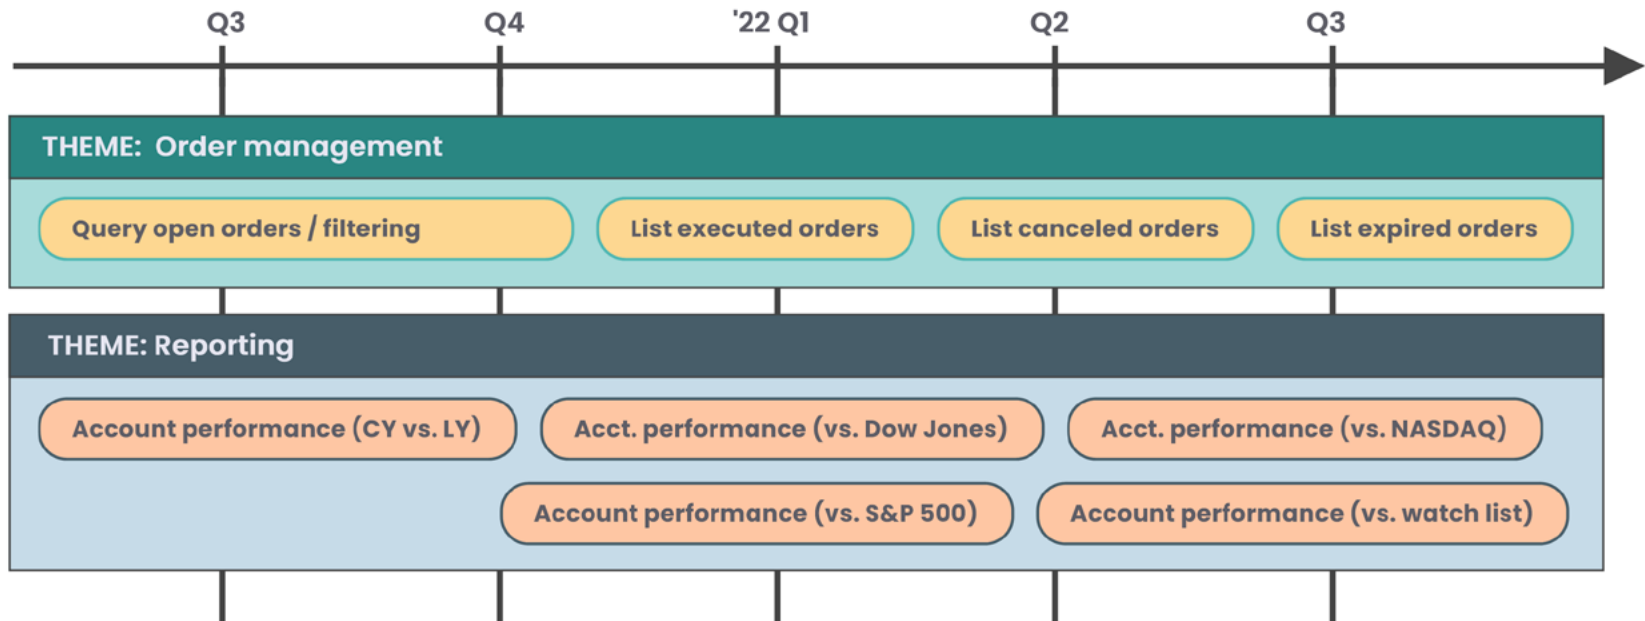 Q3 Q4 '22 Q1 Q2 Q3
THEME: Order management
Query open orders / filtering
List executed orders
List canceled orders
List expired orders
THEME: Reporting
Account performance (CY vs. LY)
Acct. performance (vs. Dow Jones)
Acct. performance (vs. NASDAQ)
Account performance (vs. S&P 500)
Account performance (vs. watch list)